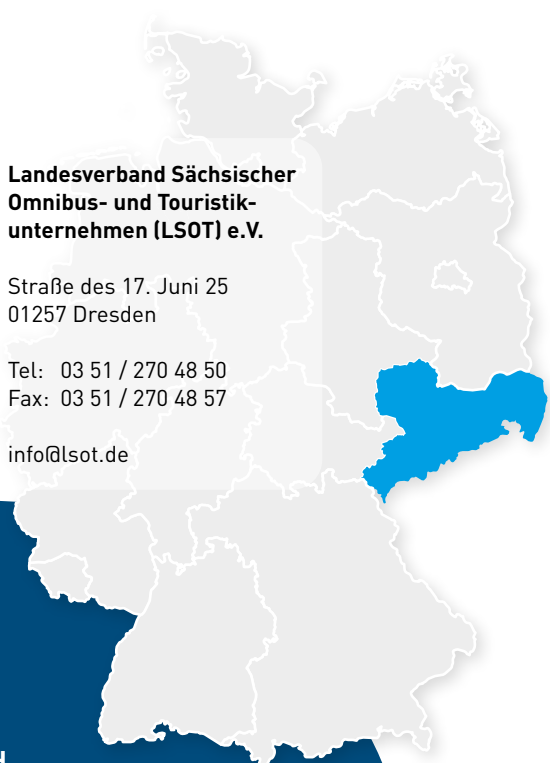 Landesverband Sächsischer
Omnibus- und Touristik-
unternehmen (LSOT) e.V.
Straße des 17. Juni 25
01257 Dresden
Tel: 03 51 / 270 48 50
Fax: 03 51 / 270 48 57
info@lsot.de